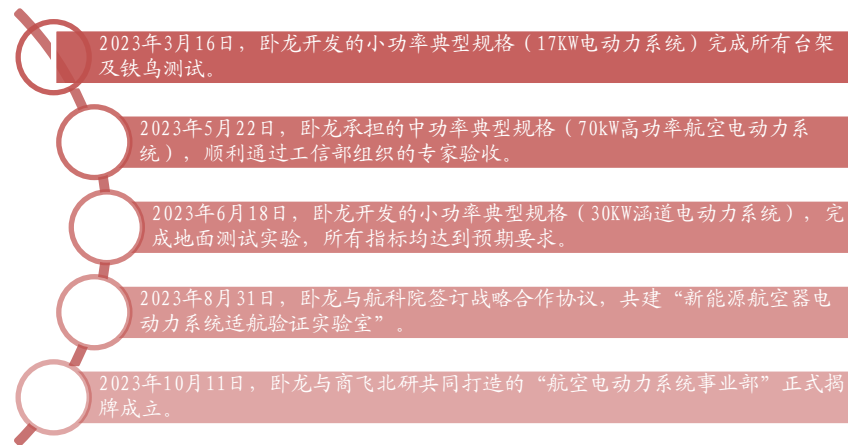 2023年3月16日，卧龙开发的小功率典型规格（17KW电动力系统）完成所有台架
及铁鸟测试。
2023年5月22日，卧龙承担的中功率典型规格（70kW高功率航空电动力系
统），顺利通过工信部组织的专家验收。
2023年6月18日，卧龙开发的小功率典型规格（30KW涵道电动力系统），完
成地面测试实验，所有指标均达到预期要求。
2023年8月31日，卧龙与航科院签订战略合作协议，共建“新能源航空器电
动力系统适航验证实验室”。
2023年10月11日，卧龙与商飞北研共同打造的“航空电动力系统事业部”正式揭
牌成立。